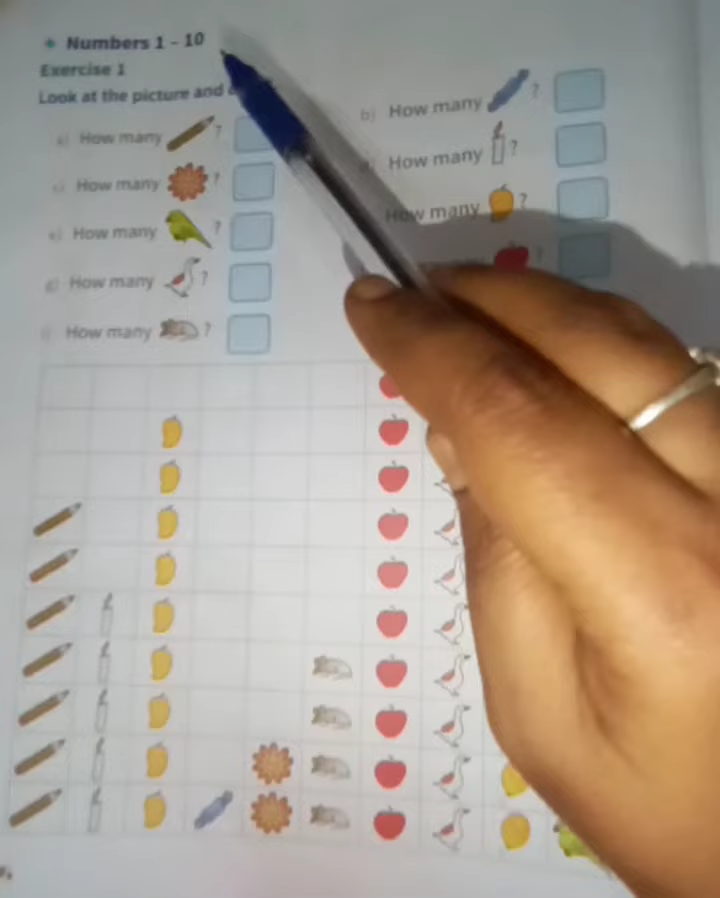 Numbers 1 - 10
Exercise 1
Look at the picture and
a) How many ?
b) How many ?
c) How many ?
How many ?
e) How many ?
How many ?
g) How many ?
?
i) How many ?